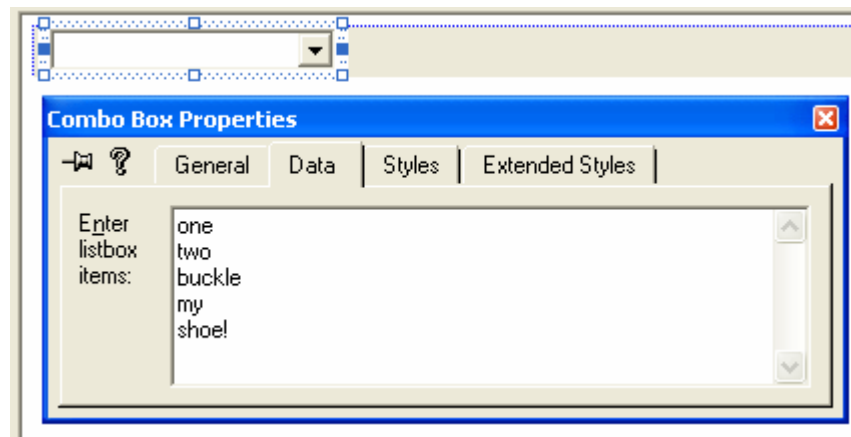 Combo Box Properties
General Data Styles Extended Styles
Enter
listbox
items:
one
two
buckle
my
shoe!